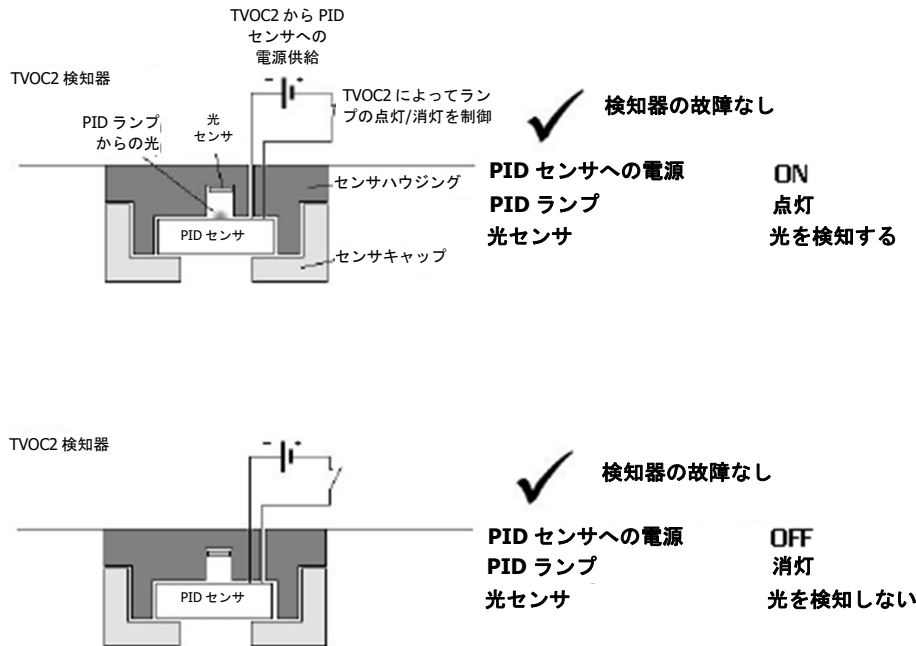 TVOC2 から PID
センサへの
電源供給
TVOC2 検知器
TVOC2 によってラン
プの点灯/消灯を制御
PID ランプ
からの光
光
センサ
センサハウジング
PID センサ
センサキャップ
検知器の故障なし
PID センサへの電源 ON
PID ランプ 点灯
光センサ 光を検知する
TVOC2 検知器
PID センサ
検知器の故障なし
PID センサへの電源 OFF
PID ランプ 消灯
光センサ 光を検知しない